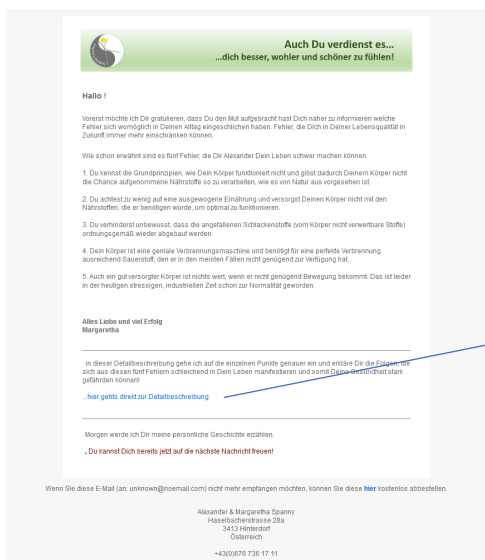 Auch Du verdienst es...
...dich besser, wohler und schöner zu fühlen!
Hallo !
Vorerst möchte ich Dir gratulieren, dass Du den Mut aufgebracht hast Dich näher zu informieren welche
Fehler sich womöglich in Deinen Alltag eingeschlichen haben. Fehler, die Dich in Deiner Lebensqualität in
Zukunft immer mehr einschränken können.
Wie schon erwähnt sind es fünf Fehler, die Dir Alexander Dein Leben schwer machen können.
1. Du kennst die Grundprinzipien, wie Dein Körper funktioniert nicht und gibst dadurch Deinem Körper nicht
die Chance aufgenommene Nährstoffe so zu verarbeiten, wie es von Natur aus vorgesehen ist.
2. Du achtest zu wenig auf eine ausgewogene Ernährung und versorgst Deinen Körper nicht mit den
Nährstoffen, die er benötigen würde, um optimal zu funktionieren.
3. Du verhinderst unbewusst, dass die angefallenen Schlackenstoffe (vom Körper nicht verwertbare Stoffe)
ordnungsgemäß wieder abgebaut werden.
4. Dein Körper ist eine geniale Verbrennungsmaschine und benötigt für eine perfekte Verbrennung
ausreichend Sauerstoff, den er in den meisten Fällen nicht genügend zur Verfügung hat.
5. Auch ein gut versorgter Körper ist nichts wert, wenn er nicht genügend Bewegung bekommt. Das ist leider
in der heutigen stressigen, industriellen Zeit schon zur Normalität geworden.
Alles Liebe und viel Erfolg
Margaretha
in dieser Detailbeschreibung gehe ich auf die einzelnen Punkte genauer ein und erkläre Dir die Folgen, die
sich aus diesen fünf Fehlern schleichend in Dein Leben manifestieren und somit Deine Gesundheit stark
gefährden können!
...hier gehts direkt zur Detailbeschreibung
Morgen werde ich Dir meine persönliche Geschichte erzählen.
, Du kannst Dich bereits jetzt auf die nächste Nachricht freuen!
Wenn Sie diese E-Mail (an: unknown@noemail.com) nicht mehr empfangen möchten, können Sie diese hier kostenlos abbestellen.
Alexander & Margaretha Spanny
Haselbacherstrasse 28a
3413 Hinterdorf
Österreich
+43(0)676 736 17 11